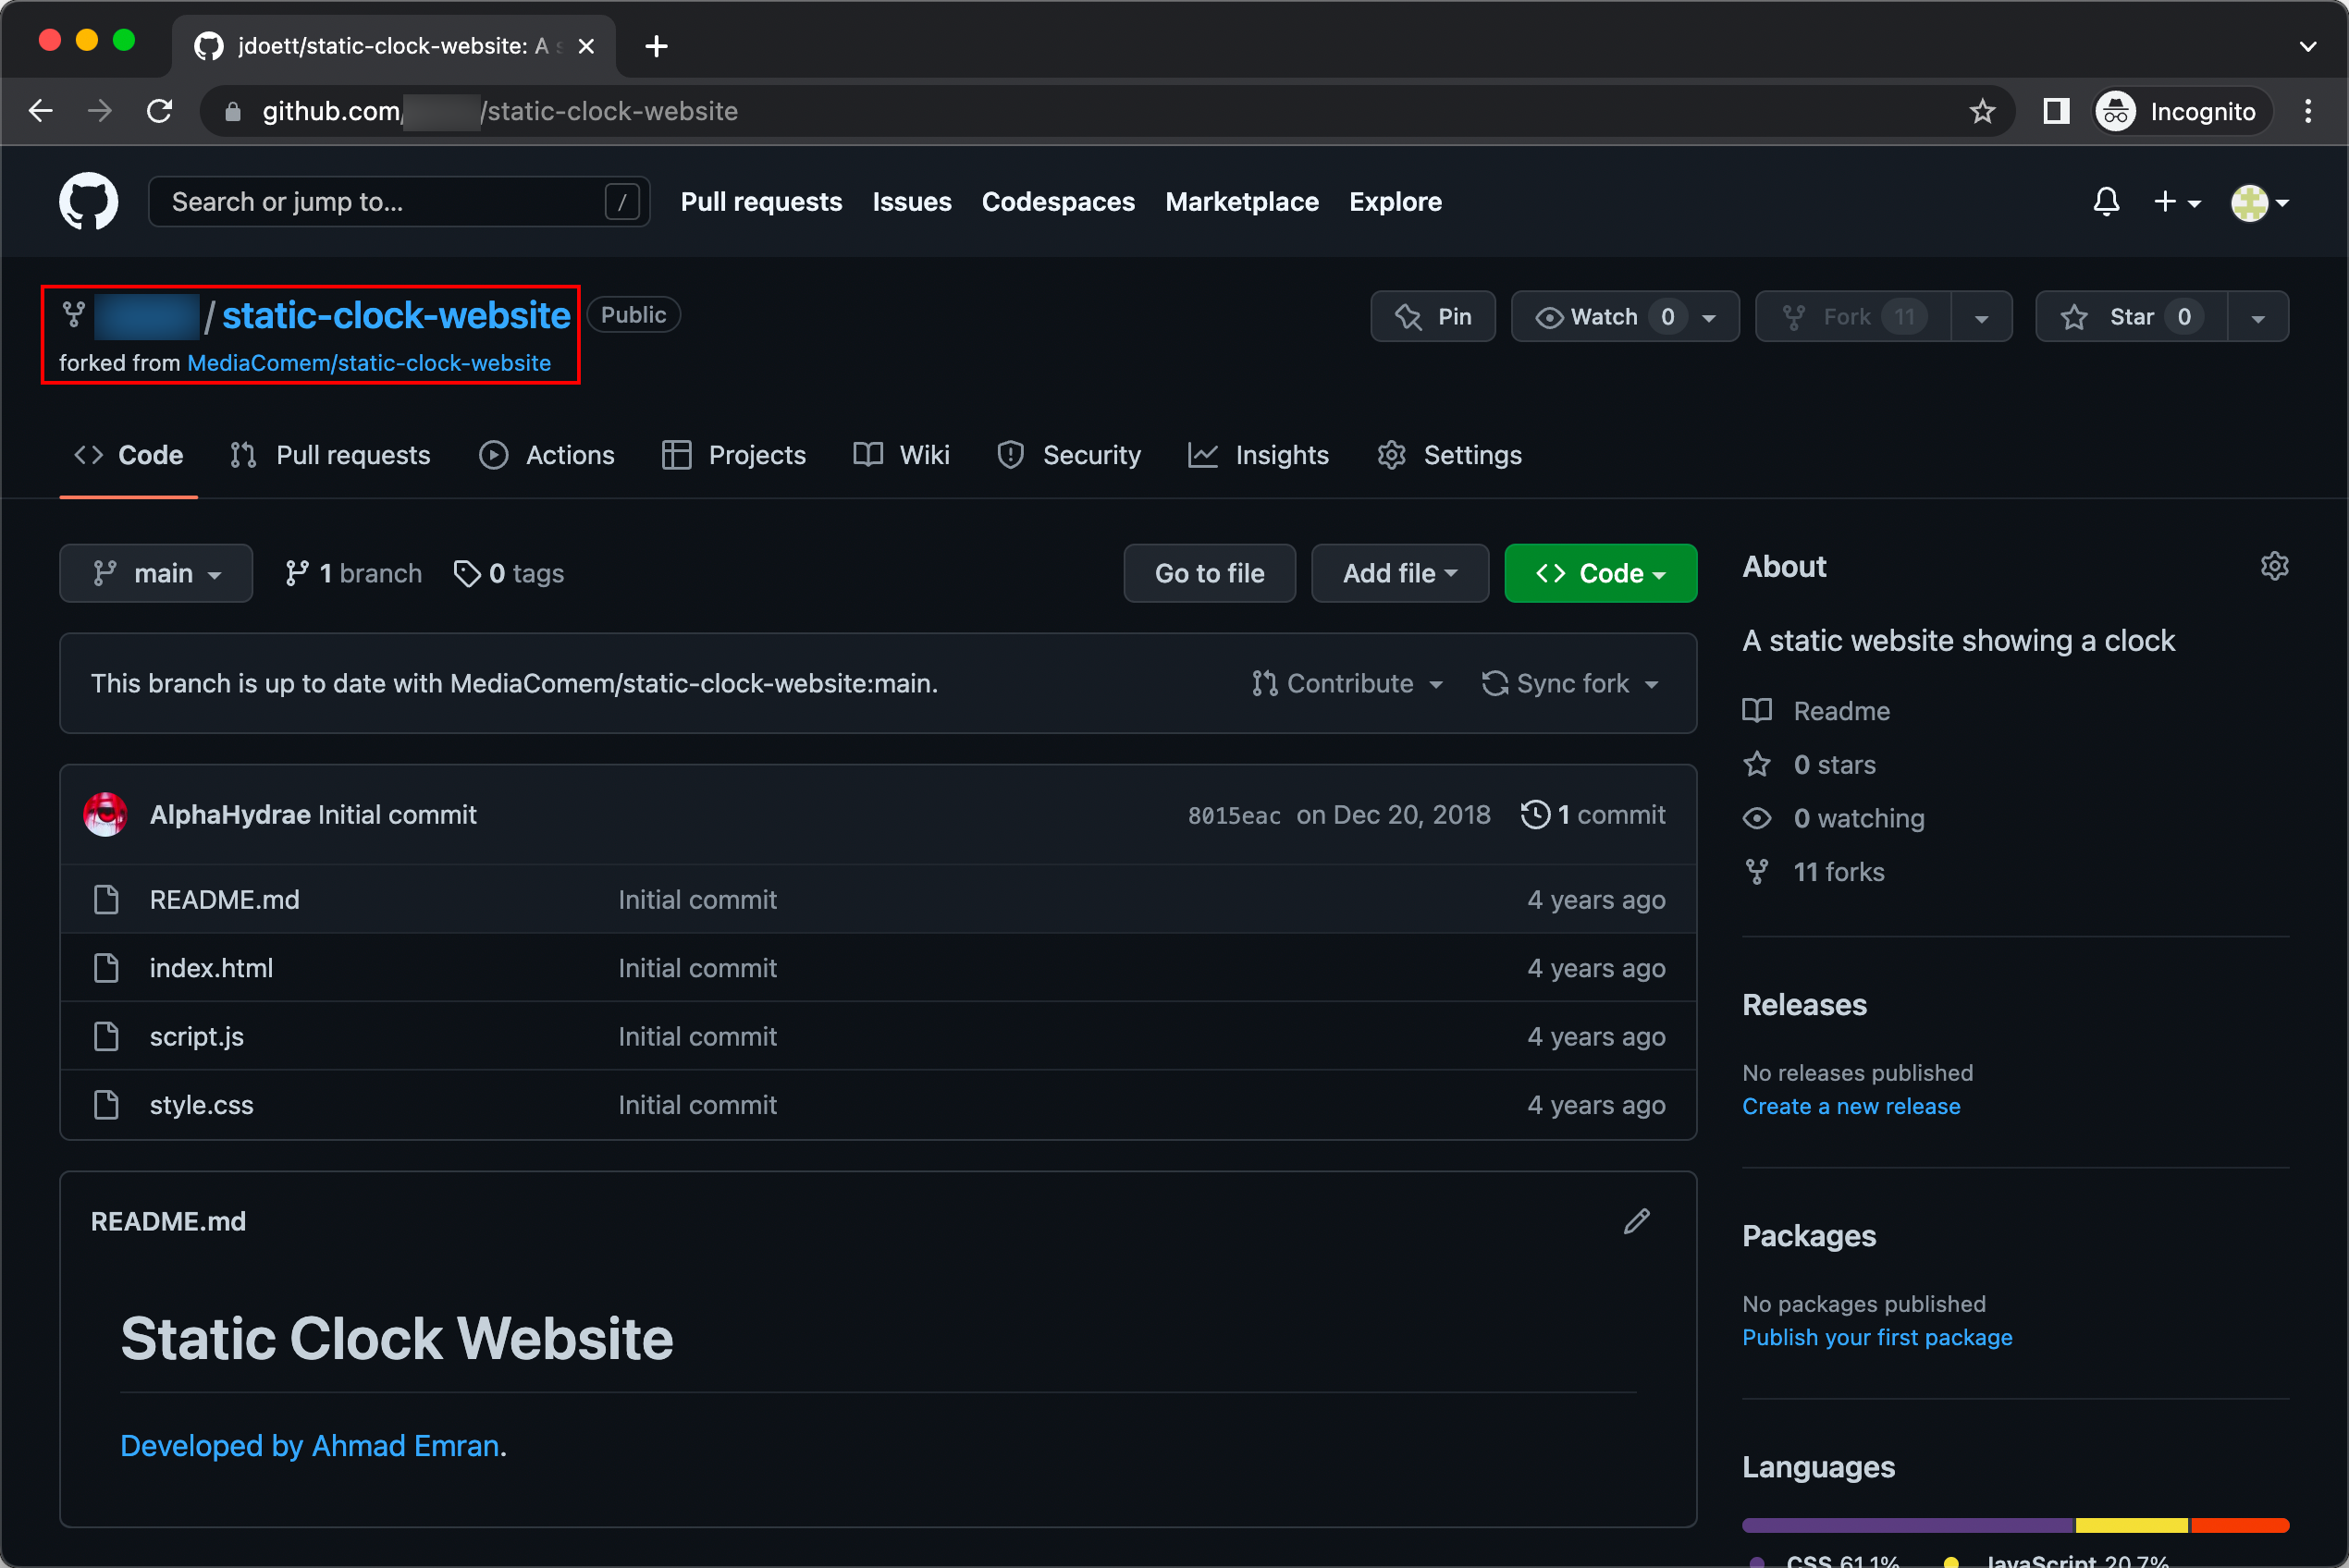 jdoett/static-clock-website: A
github.com/ /static-clock-website
Incognito
Search or jump to... /
Pull requests Issues Codespaces Marketplace Explore
/ static-clock-website Public
Pin Watch 0 Fork 11 Star 0
forked from MediaComem/static-clock-website
Code Pull requests Actions Projects Wiki Security Insights Settings
main 1 branch 0 tags Go to file Add file Code
This branch is up to date with MediaComem/static-clock-website:main. Contribute Sync fork
AlphaHydrae Initial commit 8015eac on Dec 20, 2018 1 commit
README.md Initial commit 4 years ago
index.html Initial commit 4 years ago
script.js Initial commit 4 years ago
style.css Initial commit 4 years ago
README.md
Static Clock Website
Developed by Ahmad Emran.
About
A static website showing a clock
Readme
0 stars
0 watching
11 forks
Releases
No releases published
Create a new release
Packages
No packages published
Publish your first package
Languages
CSS 61.1% JavaScript 20.7%